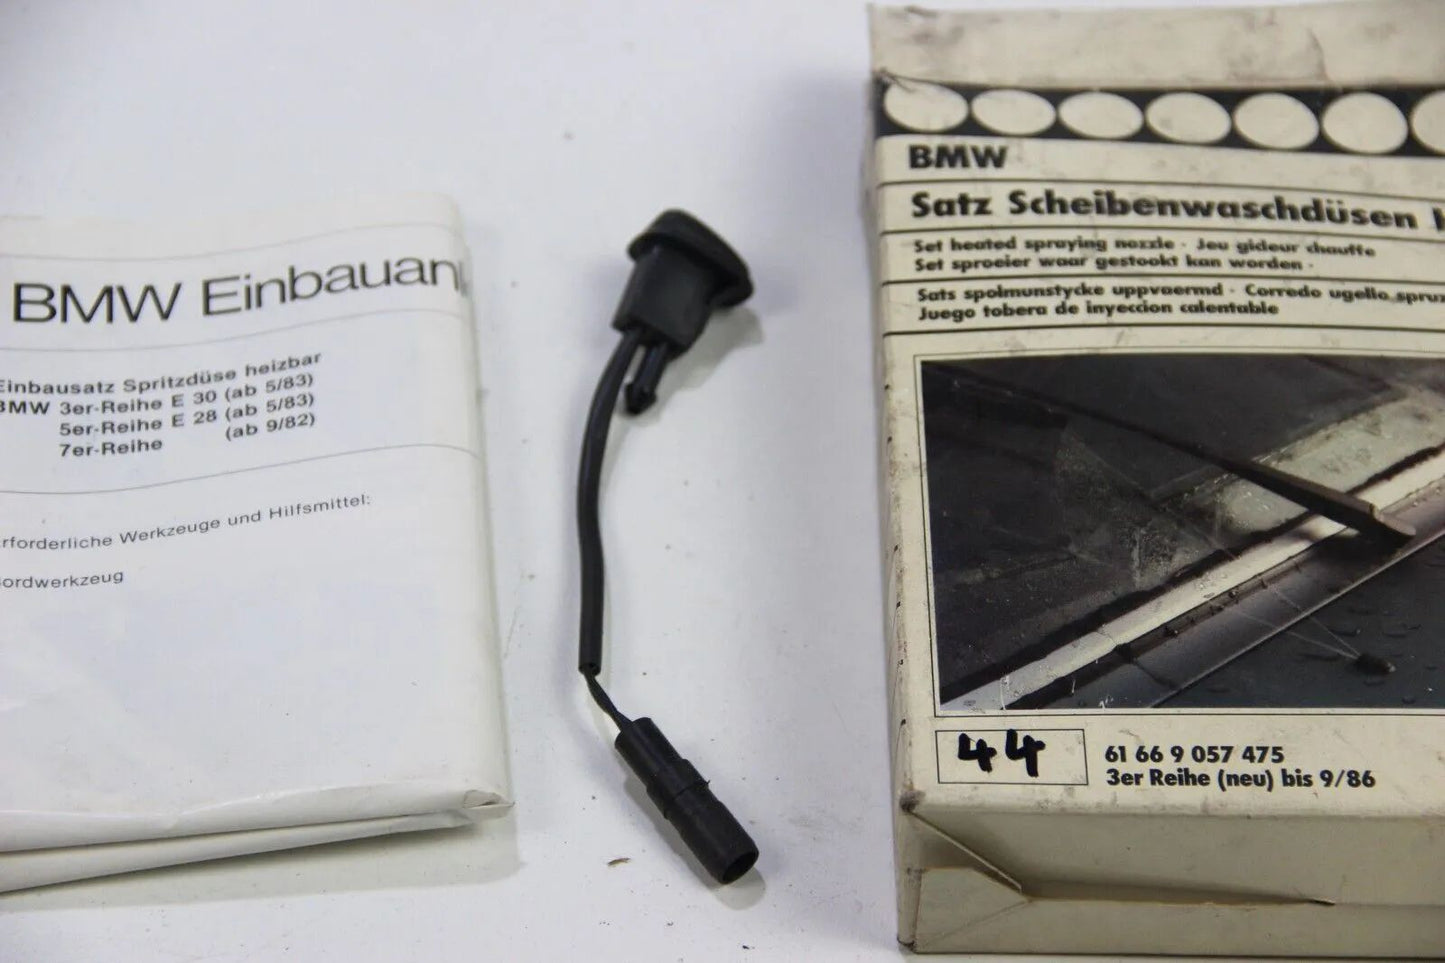 BMW Einbauan
Einbausatz Spritzdüse heizbar
BMW 3er-Reihe E 30 (ab 5/83)
5er-Reihe E 28 (ab 5/83)
7er-Reihe (ab 9/82)
rforderliche Werkzeuge und Hilfsmittel:
ordwerkzeug
BMW
Satz Scheibenwaschdüsen
Set heated spraying nozzle · Jeu gideur chauffe
Set sproeier waar gestookt kan worden ·
Sats spolmunstycke uppvaermd · Corredo ugello spruz
Juego tobera de inyeccion calentable
44
61 66 9 057 475
3er Reihe (neu) bis 9/86